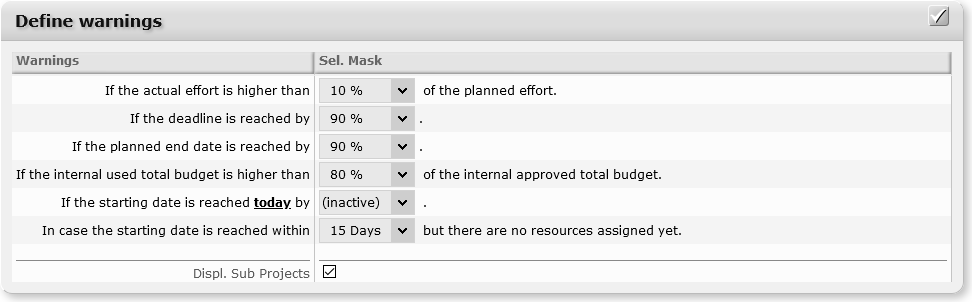 Define warnings
Warnings Sel. Mask
If the actual effort is higher than 10 % of the planned effort.
If the deadline is reached by 90 % .
If the planned end date is reached by 90 % .
If the internal used total budget is higher than 80 % of the internal approved total budget.
If the starting date is reached today by (inactive) .
In case the starting date is reached within 15 Days but there are no resources assigned yet.
Displ. Sub Projects